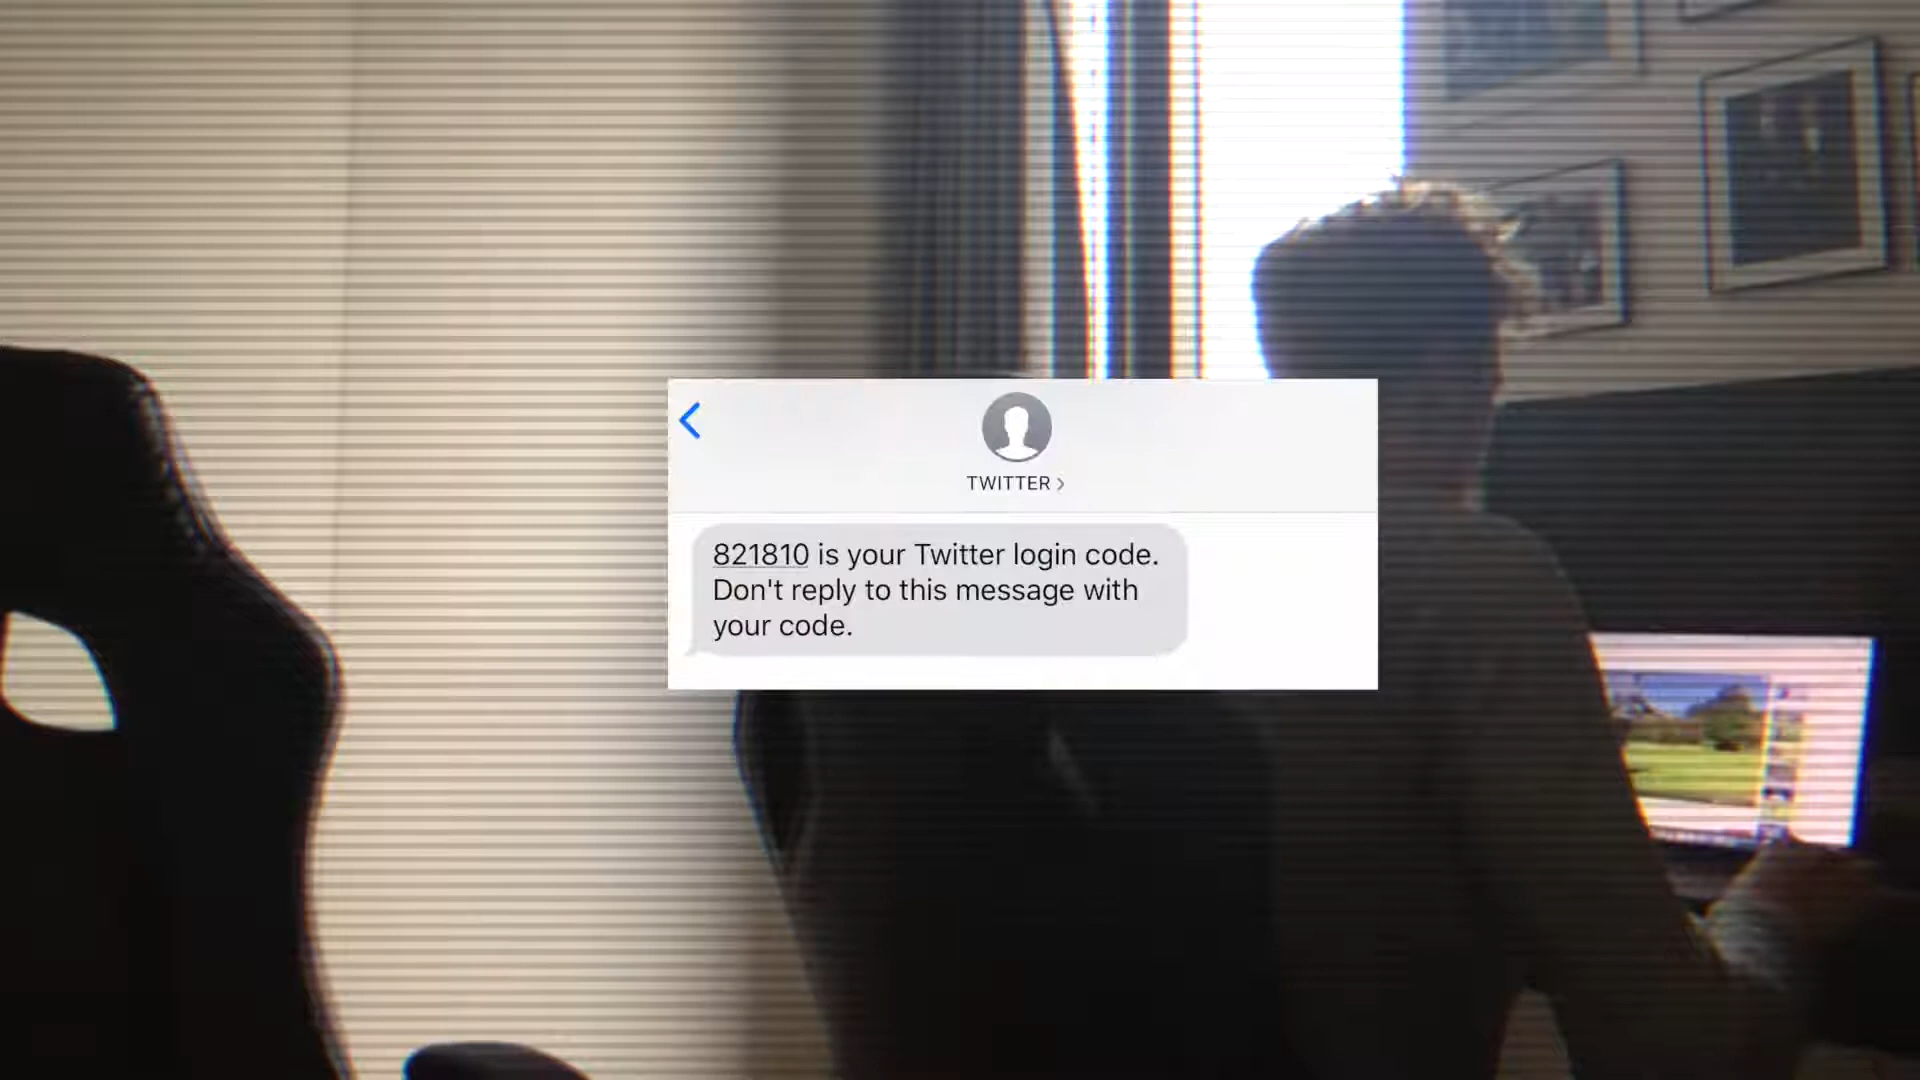 TWITTER >
821810 is your Twitter login code.
Don't reply to this message with
your code.